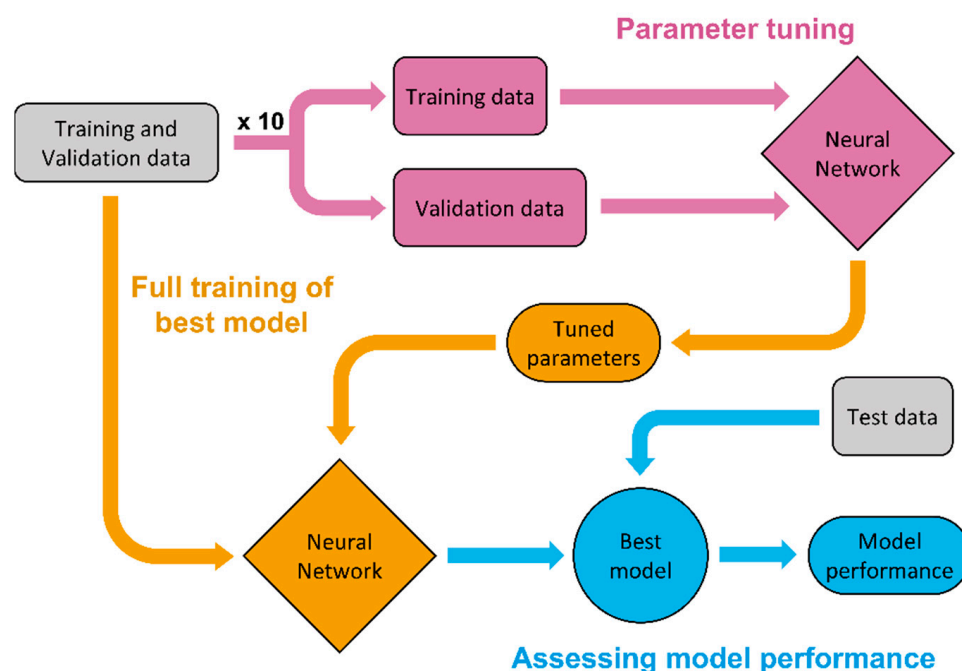 Parameter tuning
Training and
Validation data
x 10
Training data
Validation data
Neural
Network
Full training of
best model
Tuned
parameters
Test data
Neural
Network
Best
model
Model
performance
Assessing model performance